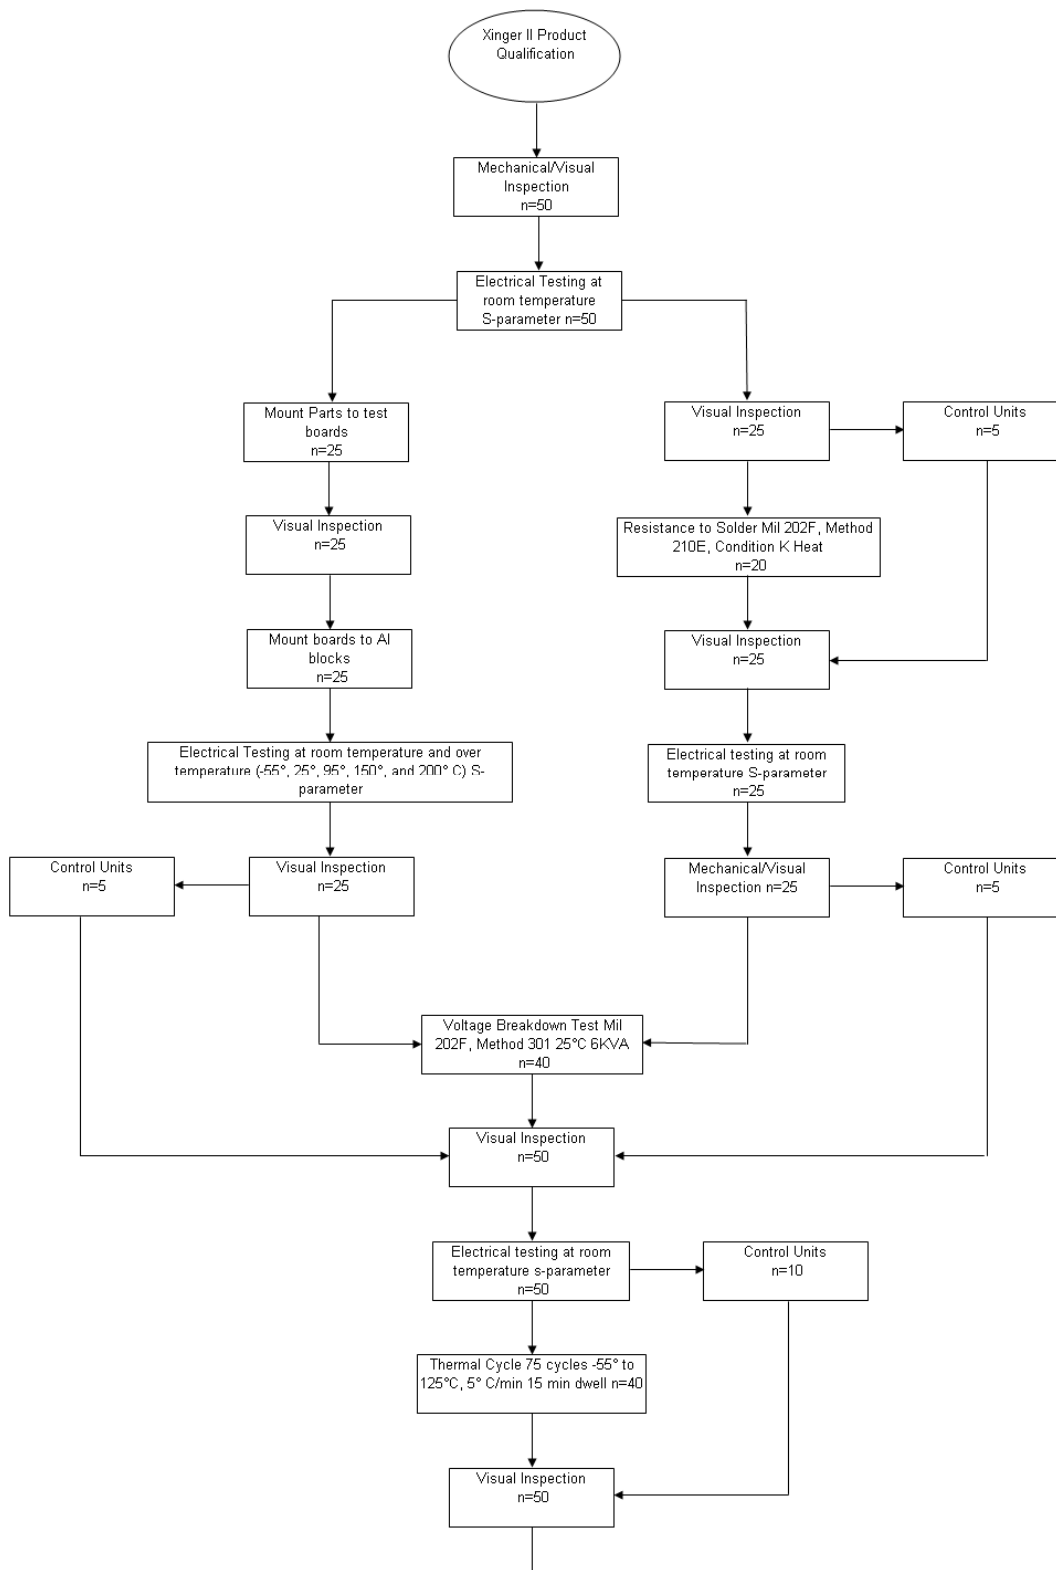 Xinger II Product
Qualification
Mechanical/Visual
Inspection
n=50
Electrical Testing at
room temperature
S-parameter n=50
Mount Parts to test
boards
n=25
Visual Inspection
n=25
Control Units
n=5
Visual Inspection
n=25
Resistance to Solder Mil 202F, Method
210E, Condition K Heat
n=20
Mount boards to Al
blocks
n=25
Visual Inspection
n=25
Electrical Testing at room temperature and over
temperature (-55°, 25°, 95°, 150°, and 200° C) S-
parameter
Electrical testing at room
temperature S-parameter
n=25
Control Units
n=5
Visual Inspection
n=25
Mechanical/Visual
Inspection n=25
Control Units
n=5
Voltage Breakdown Test Mil
202F, Method 301 25°C 6KVA
n=40
Visual Inspection
n=50
Electrical testing at room
temperature s-parameter
n=50
Control Units
n=10
Thermal Cycle 75 cycles -55° to
125°C, 5° C/min 15 min dwell n=40
Visual Inspection
n=50